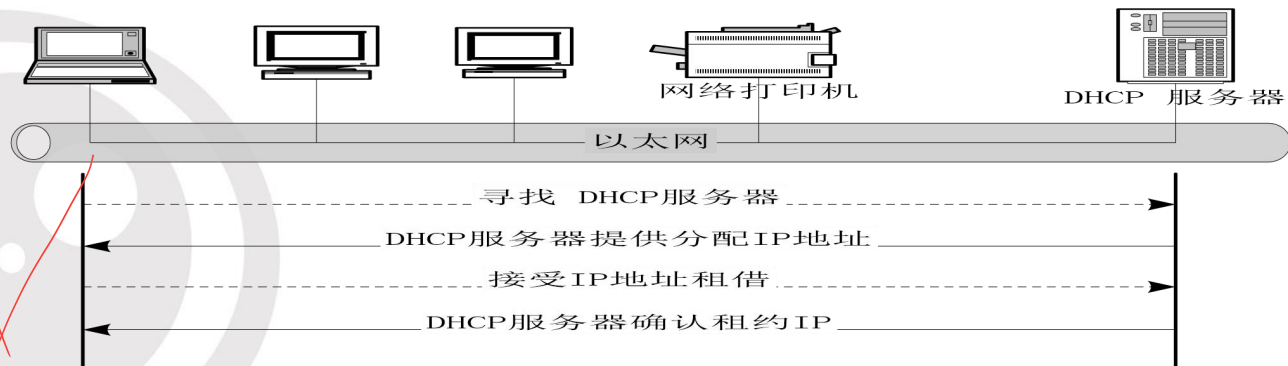 网络打印机
DHCP 服务器
以太网
寻找 DHCP服务器
DHCP服务器提供分配IP地址
接受IP地址租借
DHCP服务器确认租约IP